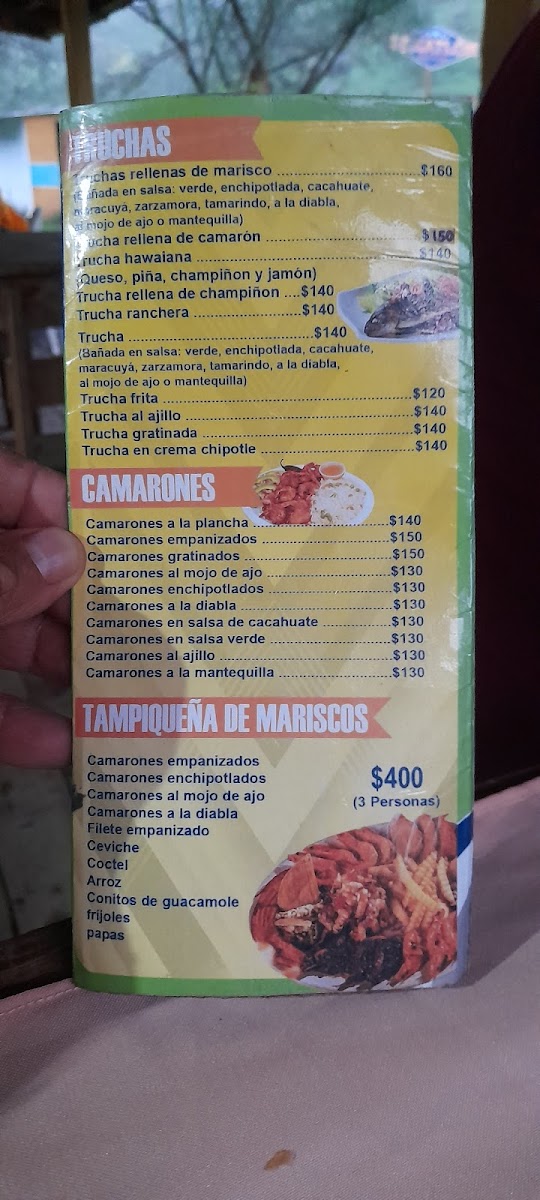 TRUCHAS
Truchas rellenas de marisco ....................................$160
(Bañada en salsa: verde, enchipotlada, cacahuate,
maracuyá, zarzamora, tamarindo, a la diabla,
al mojo de ajo o mantequilla)
Trucha rellena de camarón ....................................$150
Trucha hawaiana ....................................$140
(Queso, piña, champiñon y jamón)
Trucha rellena de champiñon ....$140
Trucha ranchera ........................$140
Trucha .........................................$140
(Bañada en salsa: verde, enchipotlada, cacahuate,
maracuyá, zarzamora, tamarindo, a la diabla,
al mojo de ajo o mantequilla)
Trucha frita ....................................$120
Trucha al ajillo ....................................$140
Trucha gratinada ....................................$140
Trucha en crema chipotle ....................................$140
CAMARONES
Camarones a la plancha ....................................$140
Camarones empanizados ...............................$150
Camarones gratinados ...................................$150
Camarones al mojo de ajo ..............................$130
Camarones enchipotlados ..............................$130
Camarones a la diabla ....................................$130
Camarones en salsa de cacahuate .................$130
Camarones en salsa verde ..............................$130
Camarones al ajillo ..........................................$130
Camarones a la mantequilla ............................$130
TAMPIQUEÑA DE MARISCOS
Camarones empanizados
Camarones enchipotlados
Camarones al mojo de ajo
Camarones a la diabla
Filete empanizado
Ceviche
Coctel
Arroz
Conitos de guacamole
frijoles
papas
$400
(3 Personas)